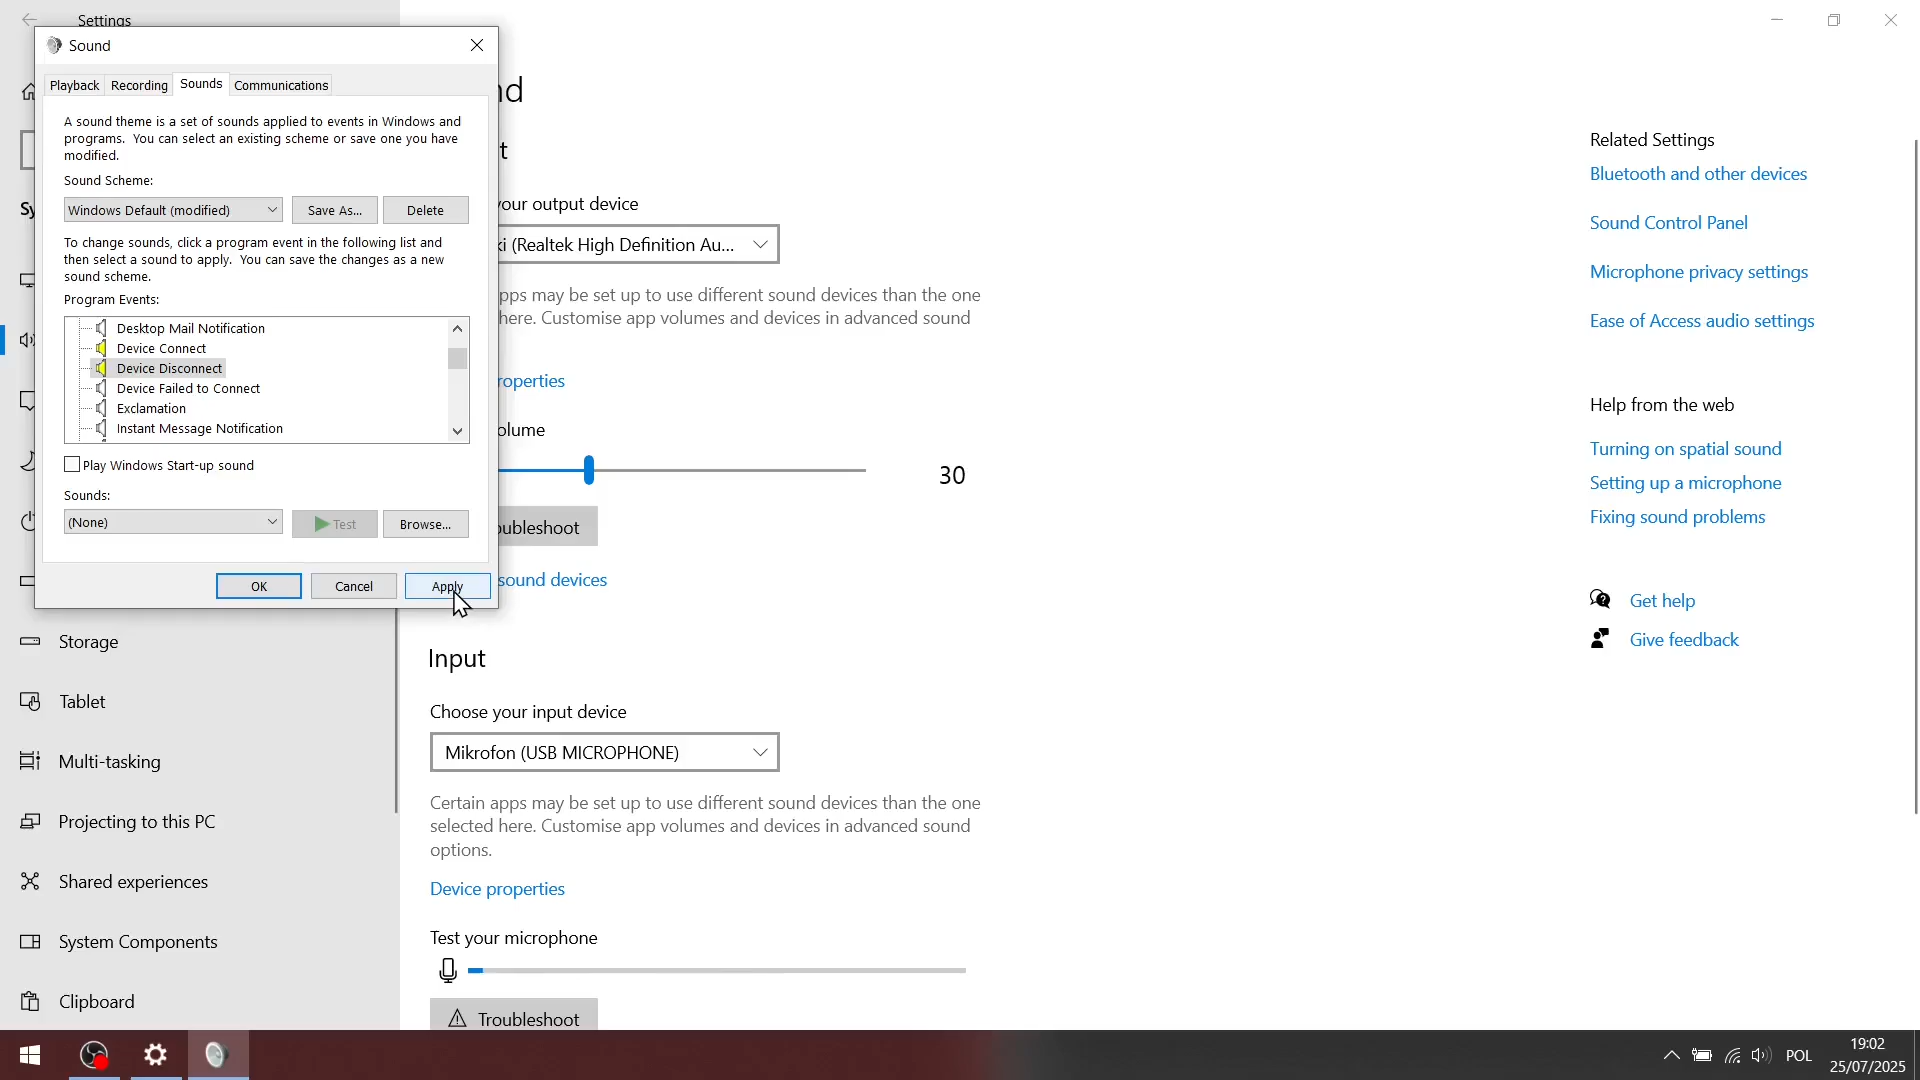 Settings
Sound
Playback
Recording
Sounds
Communications
A sound theme is a set of sounds applied to events in Windows and
programs. You can select an existing scheme or save one you have
modified.
Sound Scheme:
Windows Default (modified)
Save As...
Delete
To change sounds, click a program event in the following list and
then select a sound to apply. You can save the changes as a new
sound scheme.
Program Events:
Desktop Mail Notification
Device Connect
Device Disconnect
Device Failed to Connect
Exclamation
Instant Message Notification
Play Windows Start-up sound
Sounds:
(None)
Test
Browse...
OK
Cancel
Apply
Sy
Storage
Tablet
Multi-tasking
Projecting to this PC
Shared experiences
System Components
Clipboard
nd
t
your output device
ki (Realtek High Definition Au...
pps may be set up to use different sound devices than the one
here. Customise app volumes and devices in advanced sound
roperties
olume
30
oubleshoot
sound devices
Input
Choose your input device
Mikrofon (USB MICROPHONE)
Certain apps may be set up to use different sound devices than the one
selected here. Customise app volumes and devices in advanced sound
options.
Device properties
Test your microphone
Troubleshoot
Related Settings
Bluetooth and other devices
Sound Control Panel
Microphone privacy settings
Ease of Access audio settings
Help from the web
Turning on spatial sound
Setting up a microphone
Fixing sound problems
Get help
Give feedback
POL
19:02
25/07/2025